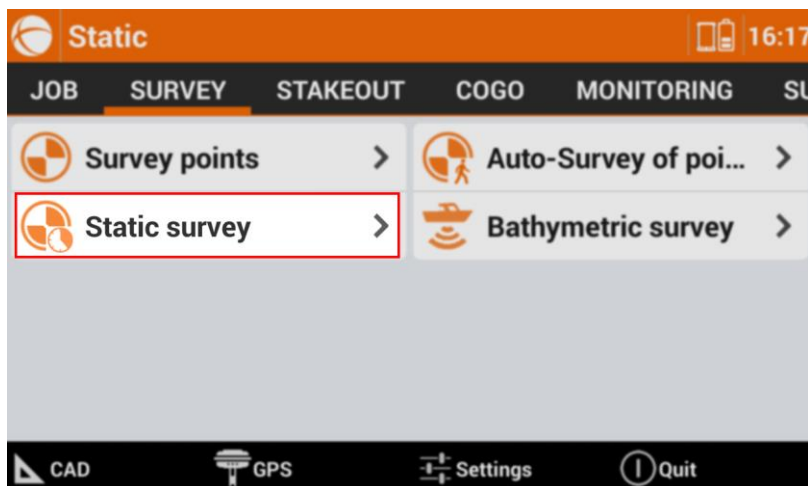 Static 16:17
JOB SURVEY STAKEOUT COGO MONITORING SU
Survey points Auto-Survey of poi...
Static survey Bathymetric survey
CAD GPS Settings Quit